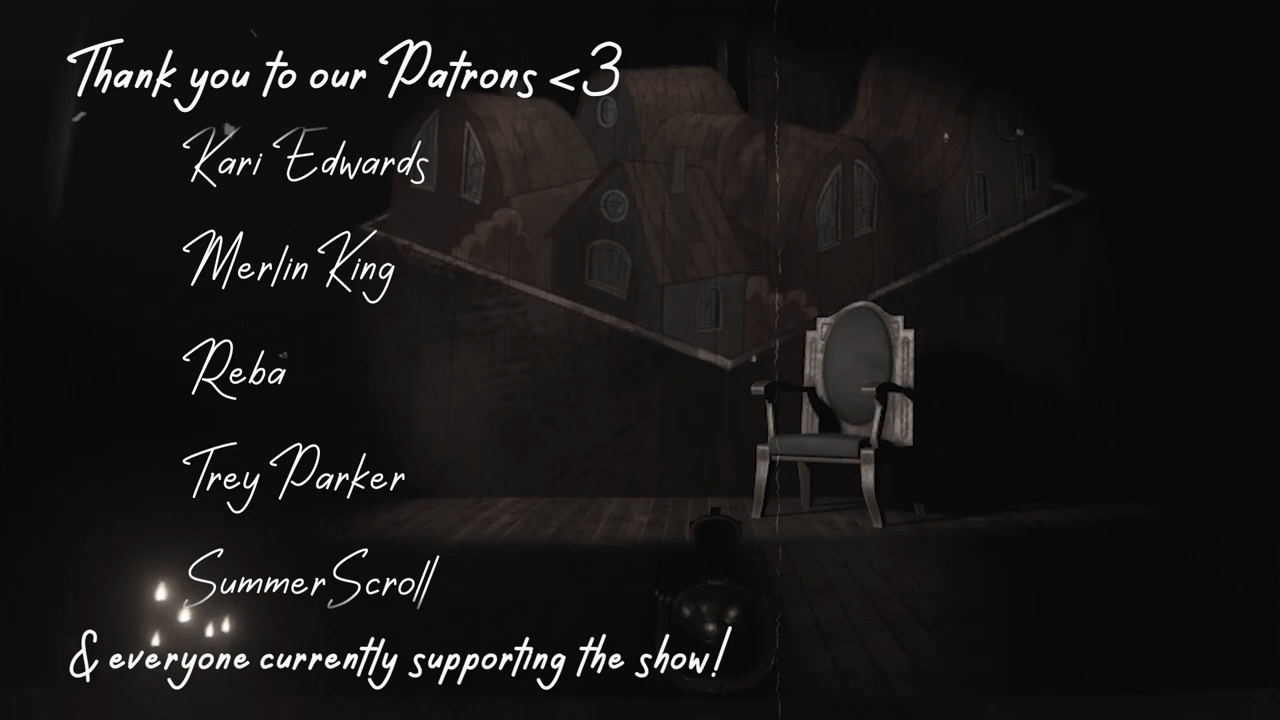 Thank you to our Patrons <3
Kari Edwards
Merlin King
Reba
Trey Parker
SummerScroll
& everyone currently supporting the show!